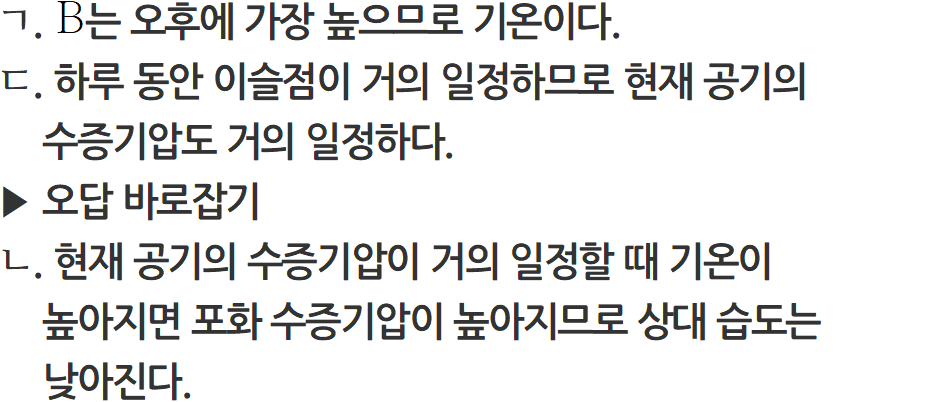 ㄱ. B는 오후에 가장 높으므로 기온이다.
ㄷ. 하루 동안 이슬점이 거의 일정하므로 현재 공기의
수증기압도 거의 일정하다.
▶ 오답 바로잡기
ㄴ. 현재 공기의 수증기압이 거의 일정할 때 기온이
높아지면 포화 수증기압이 높아지므로 상대 습도는
낮아진다.